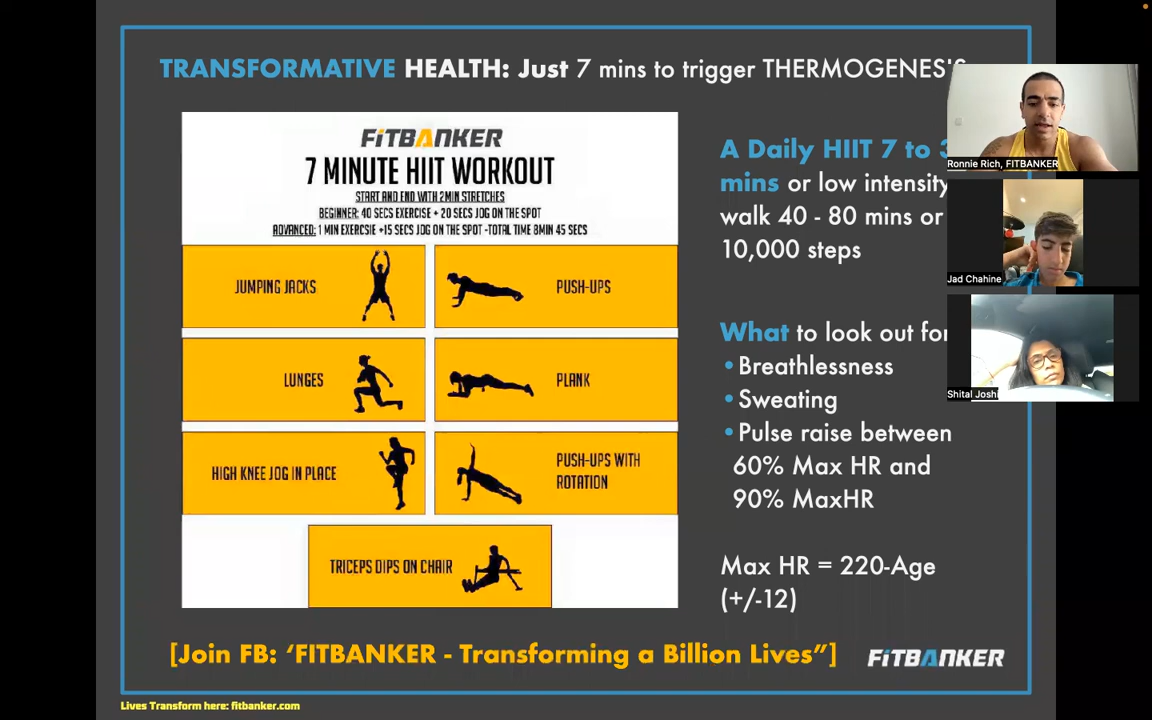 TRANSFORMATIVE HEALTH: Just 7 mins to trigger THERMOGENESIS
FiTBANKER
7 MINUTE HIIT WORKOUT
START AND END WITH 2MIN STRETCHES
BEGINNER: 40 SECS EXERCISE + 20 SECS JOG ON THE SPOT
ADVANCED: 1 MIN EXERCSIE +15 SECS JOG ON THE SPOT -TOTAL TIME 8MIN 45 SECS
JUMPING JACKS
PUSH-UPS
LUNGES
PLANK
HIGH KNEE JOG IN PLACE
PUSH-UPS WITH
ROTATION
TRICEPS DIPS ON CHAIR
A Daily HIIT 7 to
mins or low intensity
walk 40 - 80 mins or
10,000 steps
What to look out for
•Breathlessness
•Sweating
•Pulse raise between
60% Max HR and
90% MaxHR
Max HR = 220-Age
(+/-12)
Ronnie Rich, FITBANKER
Jad Chahine
Shital Joshi
[Join FB: ‘FITBANKER - Transforming a Billion Lives”]
FiTBANKER
Lives Transform here: fitbanker.com